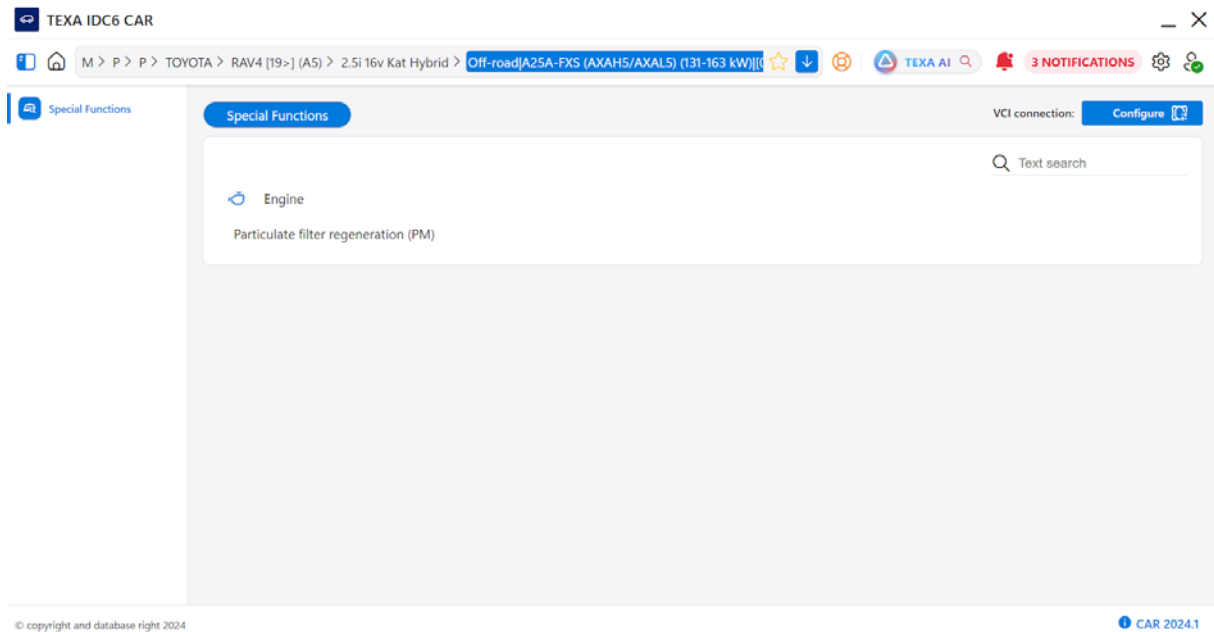 TEXA IDC6 CAR
M > P > P > TOYOTA > RAV4 [19>] (A5) > 2.5i 16v Kat Hybrid > Off-road|A25A-FXS (AXAH5/AXAL5) (131-163 kW)|[
TEXA AI
3 NOTIFICATIONS
Special Functions
Special Functions
VCI connection:
Configure
Text search
Engine
Particulate filter regeneration (PM)
© copyright and database right 2024
CAR 2024.1